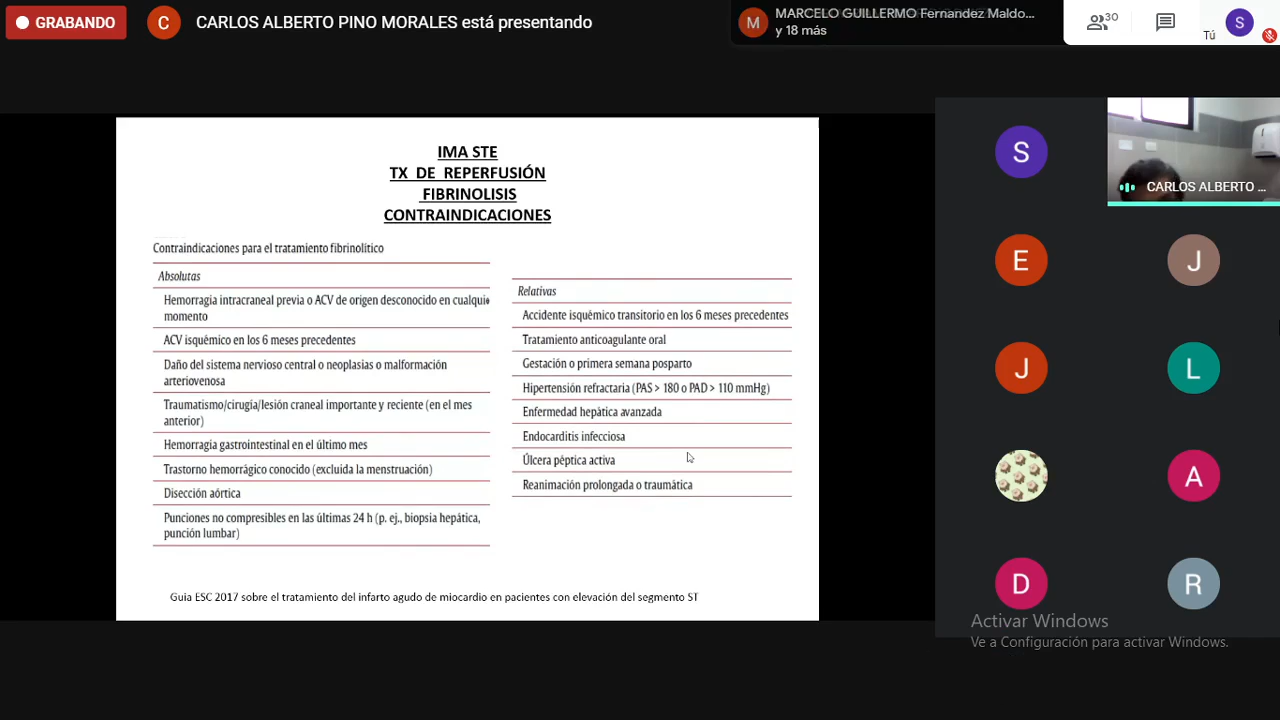 GRABANDO
C
CARLOS ALBERTO PINO MORALES está presentando
M
MARCELO GUILLERMO Fernandez Maldo...
y 18 más
30
Tú
S
IMA STE
TX DE REPERFUSIÓN
FIBRINOLISIS
CONTRAINDICACIONES
Contraindicaciones para el tratamiento fibrinolítico
Absolutas
Hemorragia intracraneal previa o ACV de origen desconocido en cualqui
momento
ACV isquémico en los 6 meses precedentes
Daño del sistema nervioso central o neoplasias o malformación
arteriovenosa
Traumatismo/cirugía/lesión craneal importante y reciente (en el mes
anterior)
Hemorragia gastrointestinal en el último mes
Trastorno hemorrágico conocido (excluida la menstruación)
Disección aórtica
Punciones no compresibles en las últimas 24 h (p. ej., biopsia hepática,
punción lumbar)
Relativas
Accidente isquémico transitorio en los 6 meses precedentes
Tratamiento anticoagulante oral
Gestación o primera semana posparto
Hipertensión refractaria (PAS > 180 o PAD > 110 mmHg)
Enfermedad hepática avanzada
Endocarditis infecciosa
Úlcera péptica activa
Reanimación prolongada o traumática
Guia ESC 2017 sobre el tratamiento del infarto agudo de miocardio en pacientes con elevación del segmento ST
S
CARLOS ALBERTO ...
E
J
J
L
A
D
R
Activar Windows
Ve a Configuración para activar Windows.